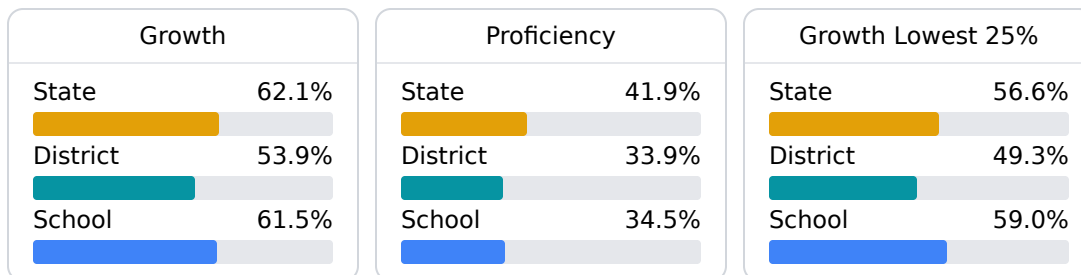 Growth
State 62.1%
District 53.9%
School 61.5%
Proficiency
State 41.9%
District 33.9%
School 34.5%
Growth Lowest 25%
State 56.6%
District 49.3%
School 59.0%